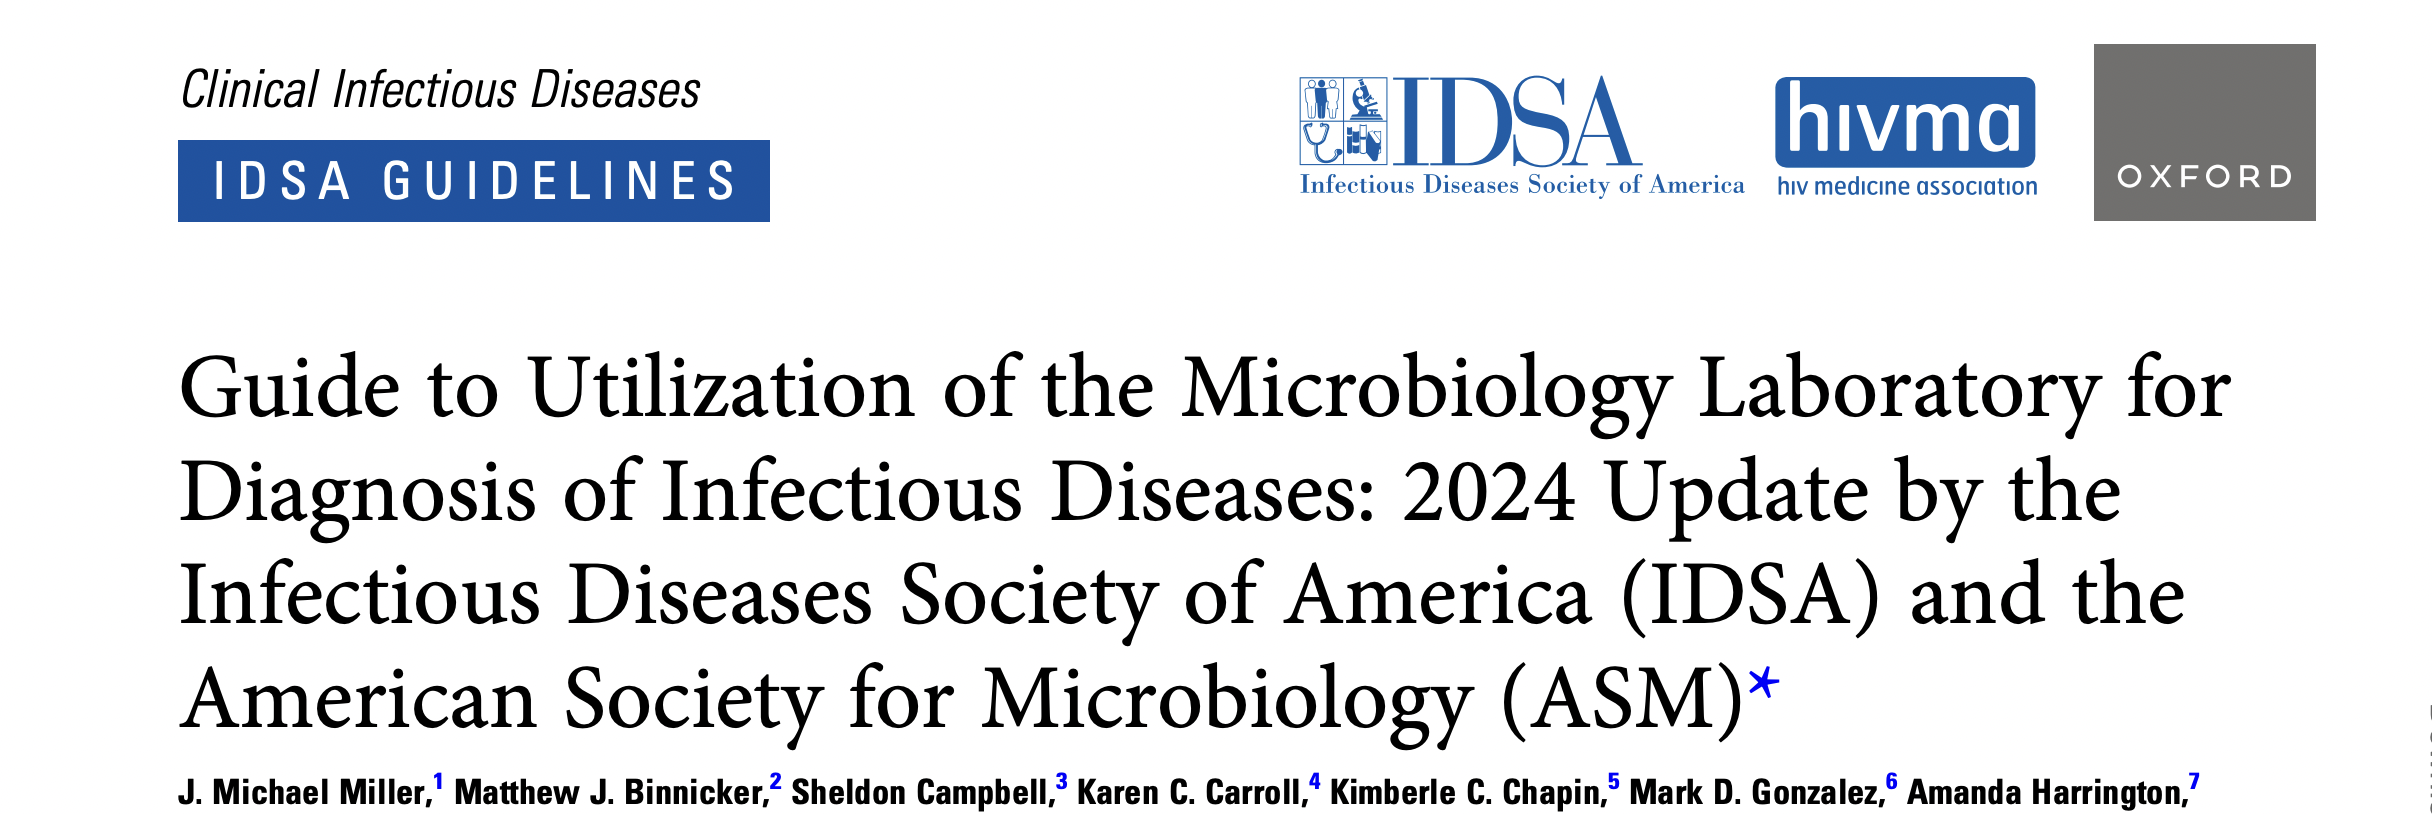 Clinical Infectious Diseases
IDSA GUIDELINES
IDSA
Infectious Diseases Society of America
hivma
hiv medicine association
OXFORD
Guide to Utilization of the Microbiology Laboratory for
Diagnosis of Infectious Diseases: 2024 Update by the
Infectious Diseases Society of America (IDSA) and the
American Society for Microbiology (ASM)*
J. Michael Miller,1 Matthew J. Binnicker,2 Sheldon Campbell,3 Karen C. Carroll,4 Kimberle C. Chapin,5 Mark D. Gonzalez,6 Amanda Harrington,7